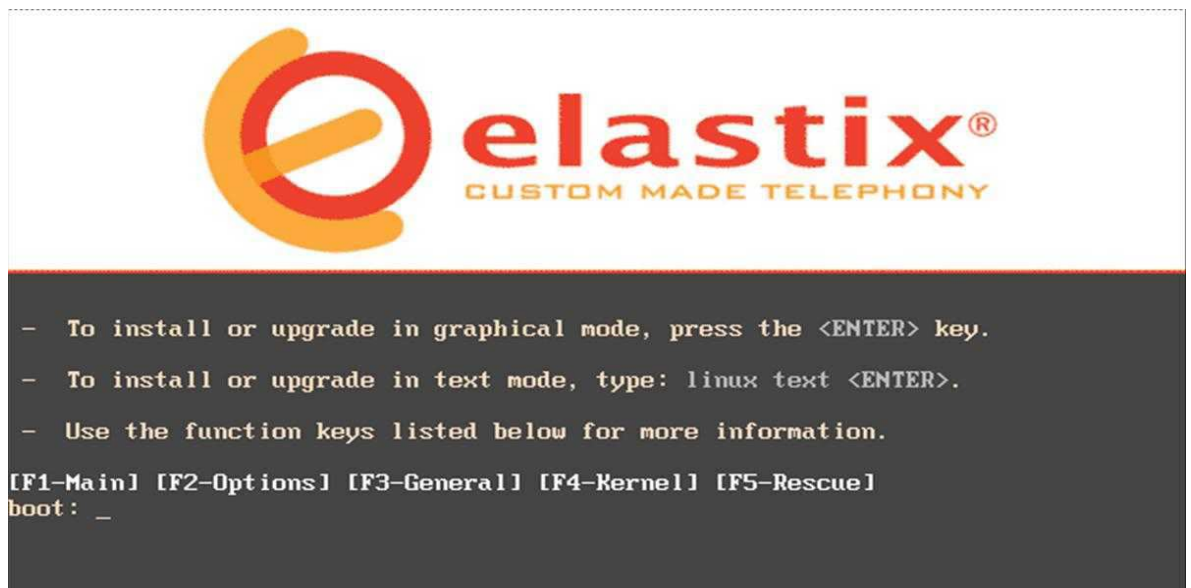 elastix®
CUSTOM MADE TELEPHONY
- To install or upgrade in graphical mode, press the <ENTER> key.
- To install or upgrade in text mode, type: linux text <ENTER>.
- Use the function keys listed below for more information.
[F1-Main] [F2-Options] [F3-General] [F4-Kernel] [F5-Rescue]
boot: _